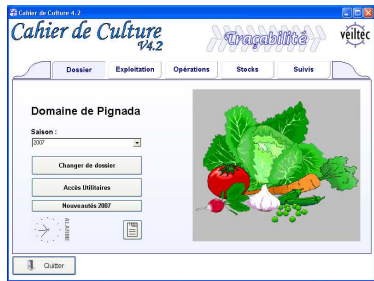 Cahier de Culture 4.2
Cahier de Culture
V4.2
Traçabilité
veiltec
Dossier
Exploitation
Opérations
Stocks
Suivis
Domaine de Pignada
Saison :
2007
Changer de dossier
Accès Utilitaires
Nouveautés 2007
ALARME
Quitter